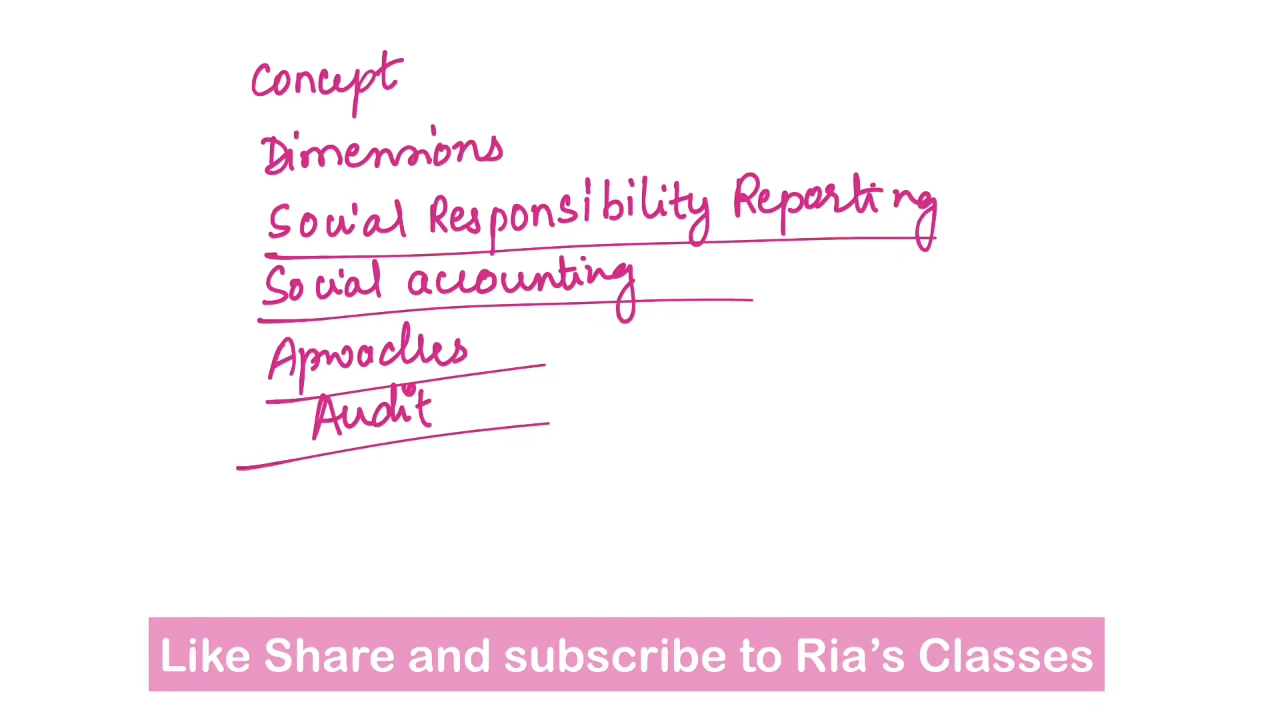 Concept
Dimensions
Social Responsibility Reporting
Social accounting
Approaches
Audit
Like Share and subscribe to Ria's Classes